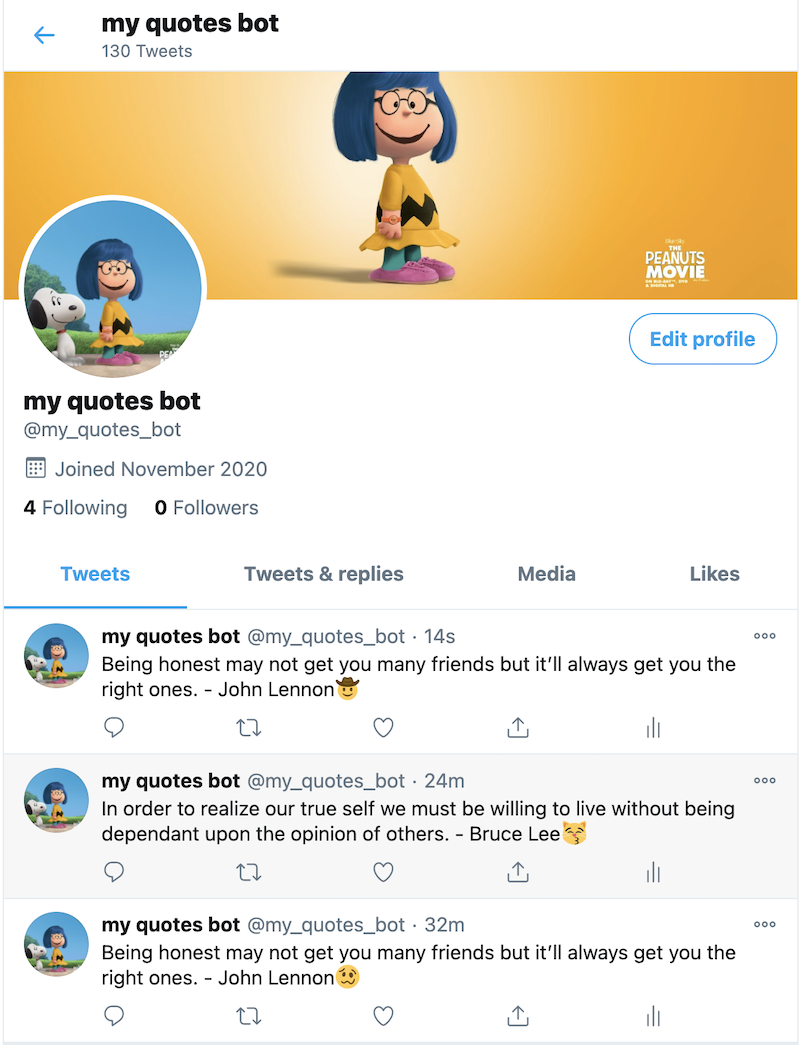 my quotes bot
130 Tweets
THE
PEANUTS
MOVIE
Edit profile
my quotes bot
@my_quotes_bot
Joined November 2020
4 Following 0 Followers
Tweets Tweets & replies Media Likes
my quotes bot @my_quotes_bot · 14s
Being honest may not get you many friends but it’ll always get you the
right ones. - John Lennon🤠
my quotes bot @my_quotes_bot · 24m
In order to realize our true self we must be willing to live without being
dependant upon the opinion of others. - Bruce Lee😽
my quotes bot @my_quotes_bot · 32m
Being honest may not get you many friends but it’ll always get you the
right ones. - John Lennon🥴